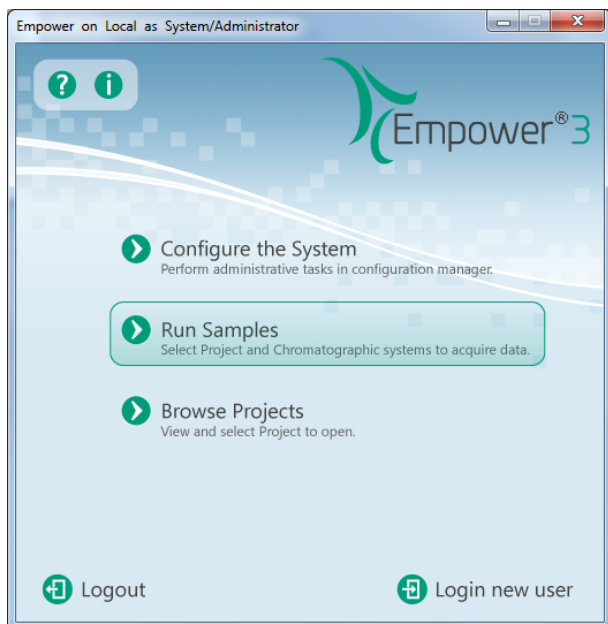 Empower on Local as System/Administrator
? i
Empower®3
Configure the System
Perform administrative tasks in configuration manager.
Run Samples
Select Project and Chromatographic systems to acquire data.
Browse Projects
View and select Project to open.
Logout
Login new user